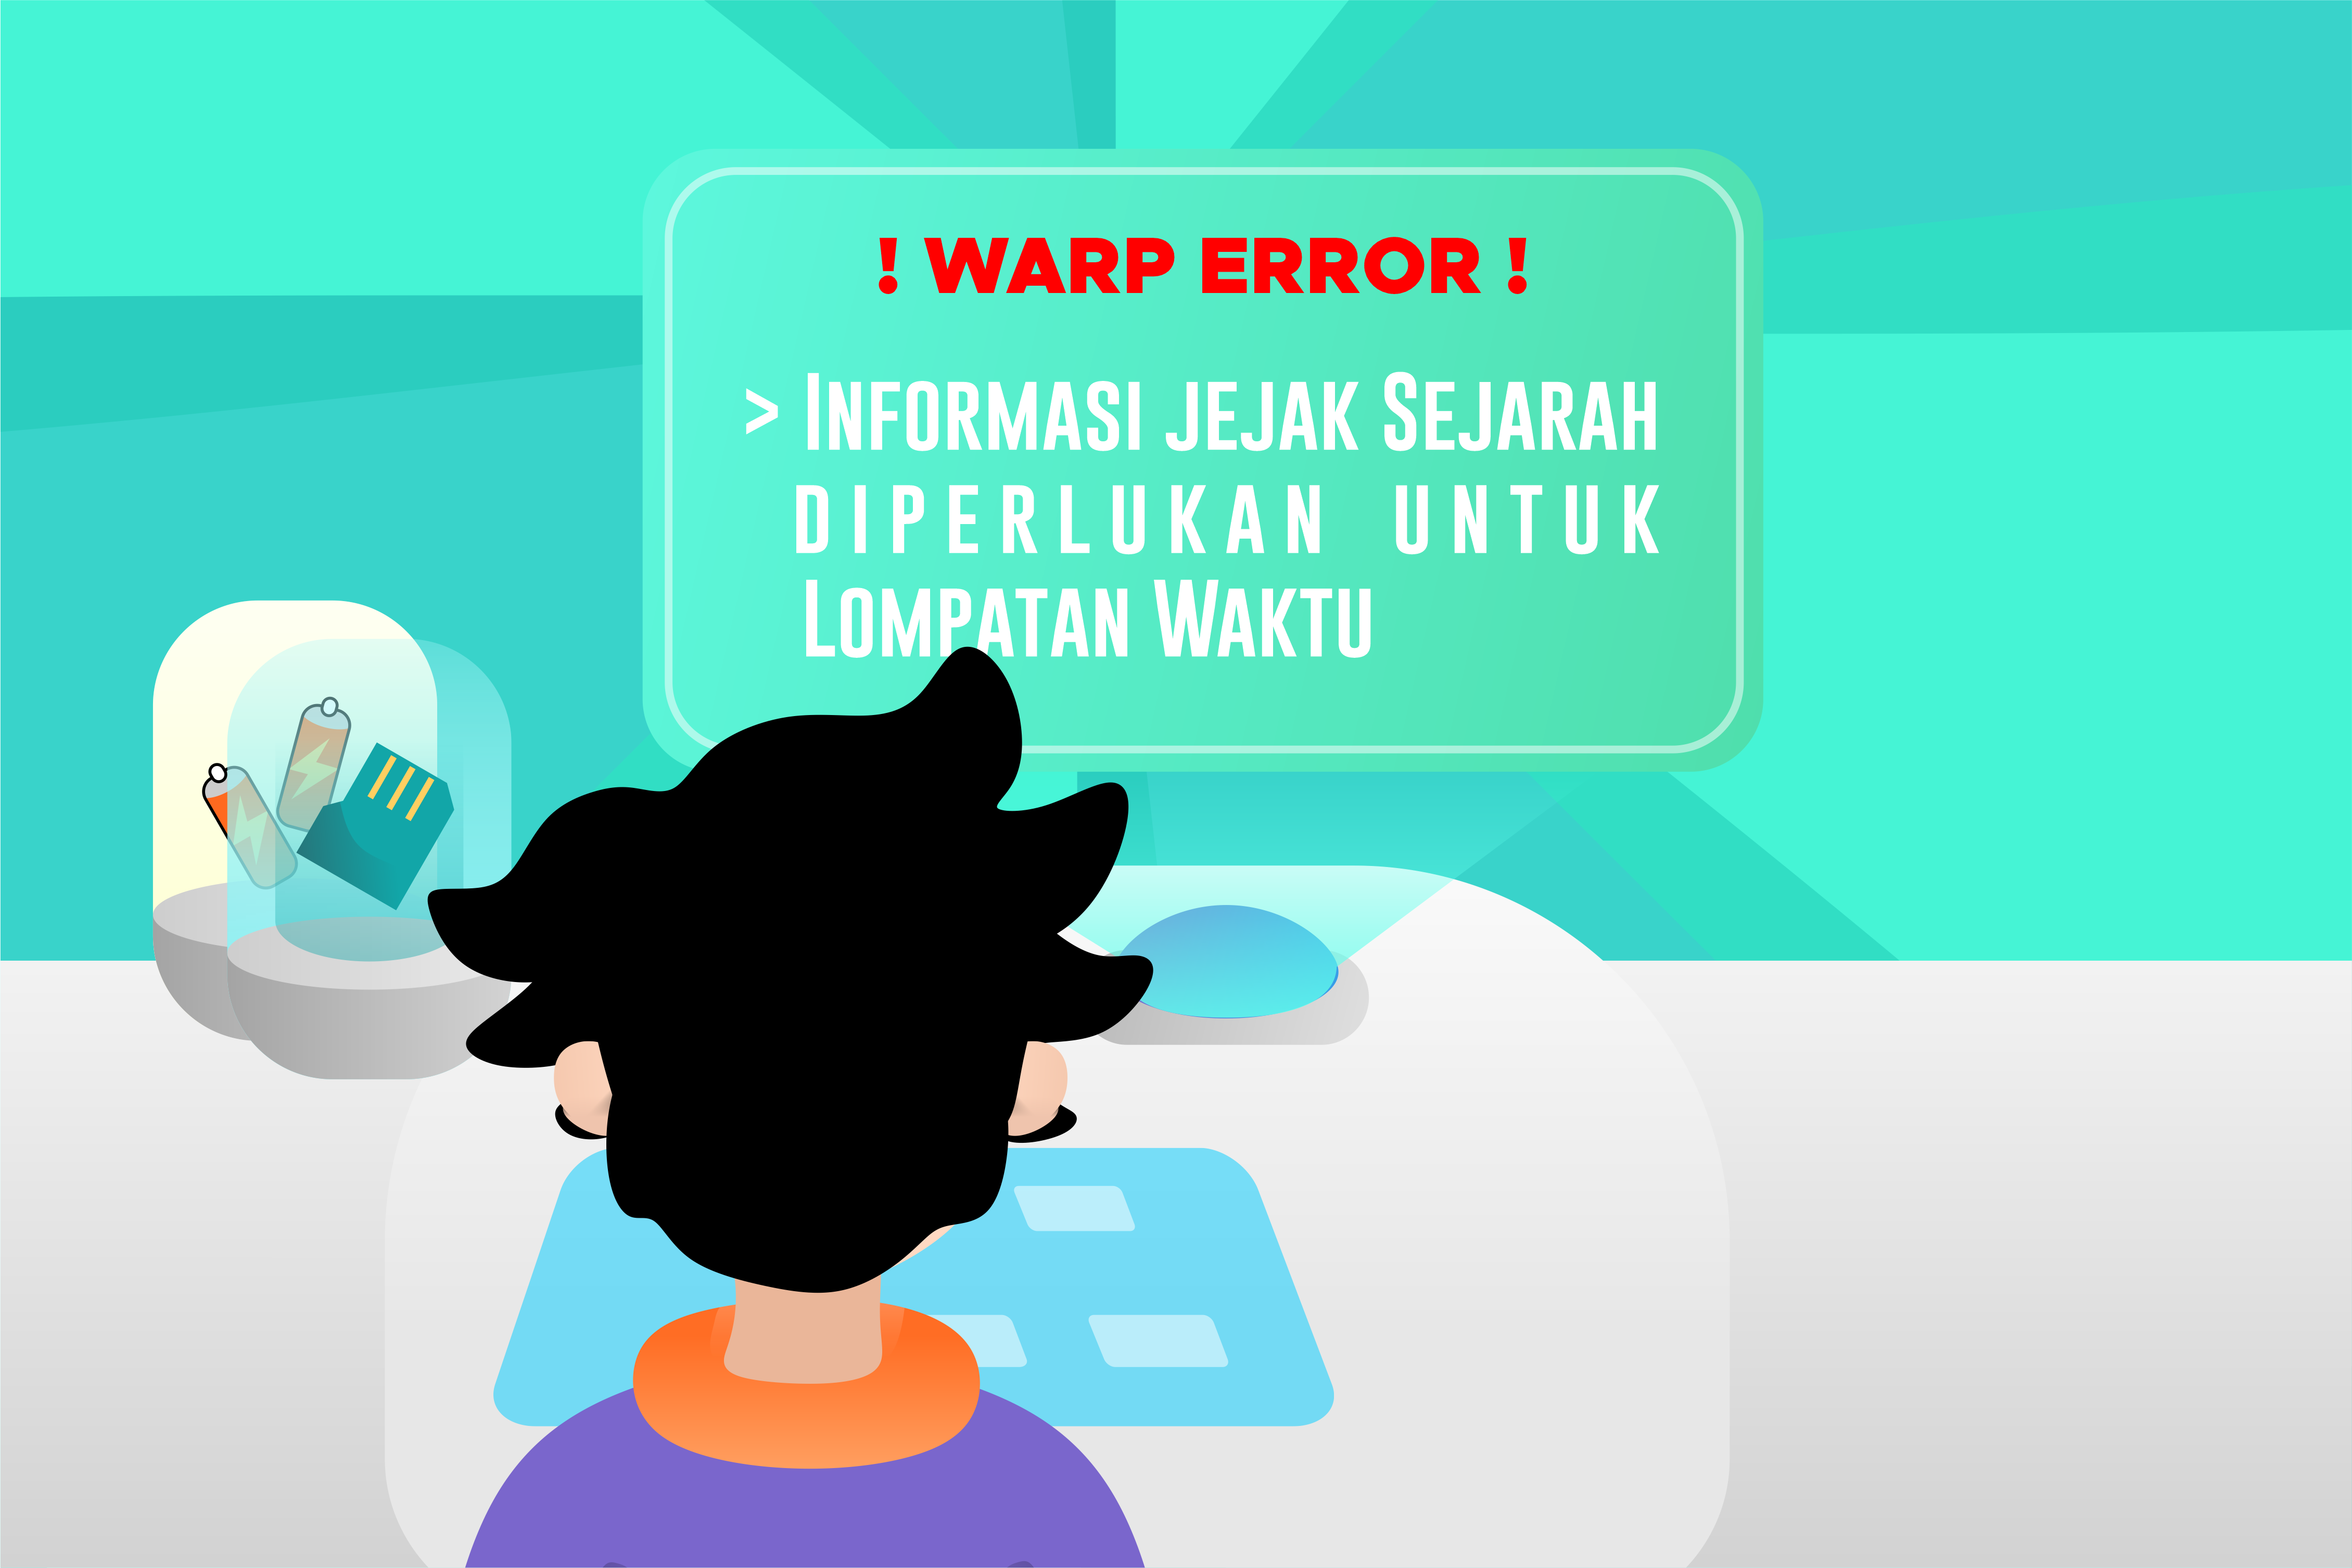 ! WARP ERROR !
> Informasi jejak Sejarah
diperlukan untuk
Lompatan Waktu